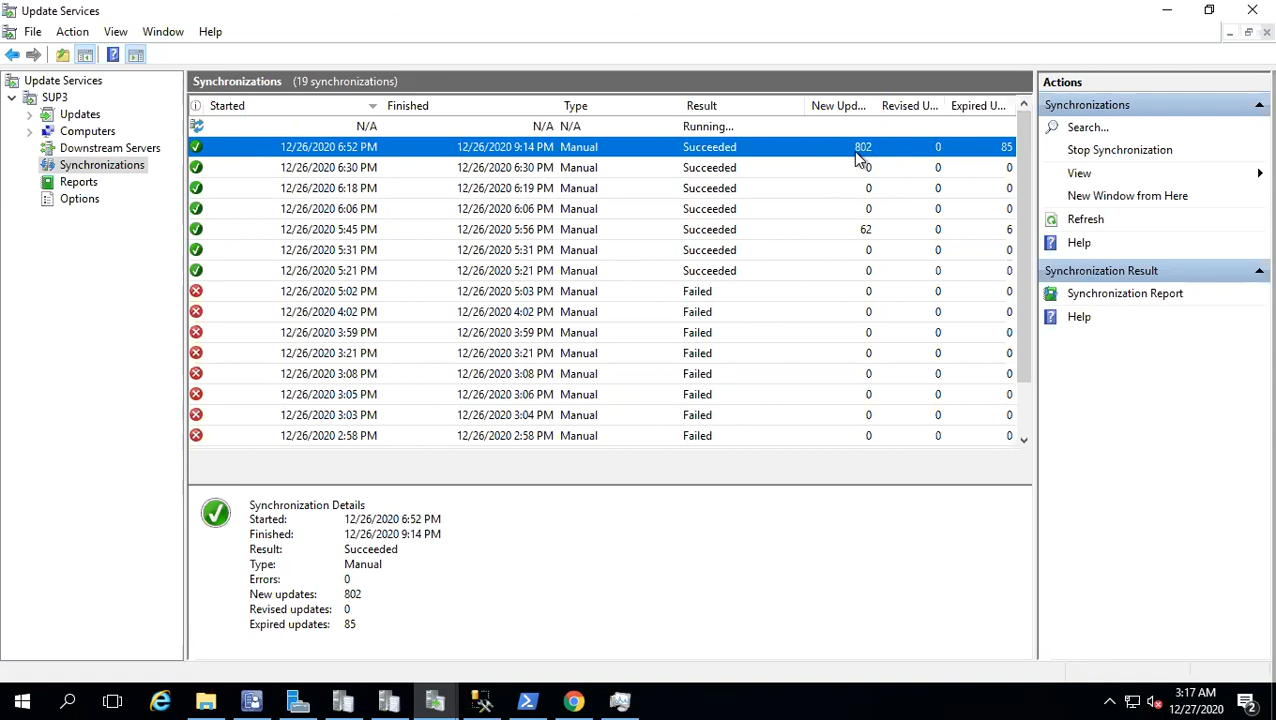 Update Services
File Action View Window Help
Update Services
SUP3
Updates
Computers
Downstream Servers
Synchronizations
Reports
Options
Synchronizations (19 synchronizations)
Started Finished Type Result New Upd... Revised U... Expired U...
N/A N/A N/A Running...
12/26/2020 6:52 PM 12/26/2020 9:14 PM Manual Succeeded 802 0 85
12/26/2020 6:30 PM 12/26/2020 6:30 PM Manual Succeeded 0 0 0
12/26/2020 6:18 PM 12/26/2020 6:19 PM Manual Succeeded 0 0 0
12/26/2020 6:06 PM 12/26/2020 6:06 PM Manual Succeeded 0 0 0
12/26/2020 5:45 PM 12/26/2020 5:56 PM Manual Succeeded 62 0 6
12/26/2020 5:31 PM 12/26/2020 5:31 PM Manual Succeeded 0 0 0
12/26/2020 5:21 PM 12/26/2020 5:21 PM Manual Succeeded 0 0 0
12/26/2020 5:02 PM 12/26/2020 5:03 PM Manual Failed 0 0 0
12/26/2020 4:02 PM 12/26/2020 4:02 PM Manual Failed 0 0 0
12/26/2020 3:59 PM 12/26/2020 3:59 PM Manual Failed 0 0 0
12/26/2020 3:21 PM 12/26/2020 3:21 PM Manual Failed 0 0 0
12/26/2020 3:08 PM 12/26/2020 3:08 PM Manual Failed 0 0 0
12/26/2020 3:05 PM 12/26/2020 3:06 PM Manual Failed 0 0 0
12/26/2020 3:03 PM 12/26/2020 3:04 PM Manual Failed 0 0 0
12/26/2020 2:58 PM 12/26/2020 2:58 PM Manual Failed 0 0 0
Synchronization Details
Started: 12/26/2020 6:52 PM
Finished: 12/26/2020 9:14 PM
Result: Succeeded
Type: Manual
Errors: 0
New updates: 802
Revised updates: 0
Expired updates: 85
Actions
Synchronizations
Search...
Stop Synchronization
View
New Window from Here
Refresh
Help
Synchronization Result
Synchronization Report
Help
3:17 AM
12/27/2020
2